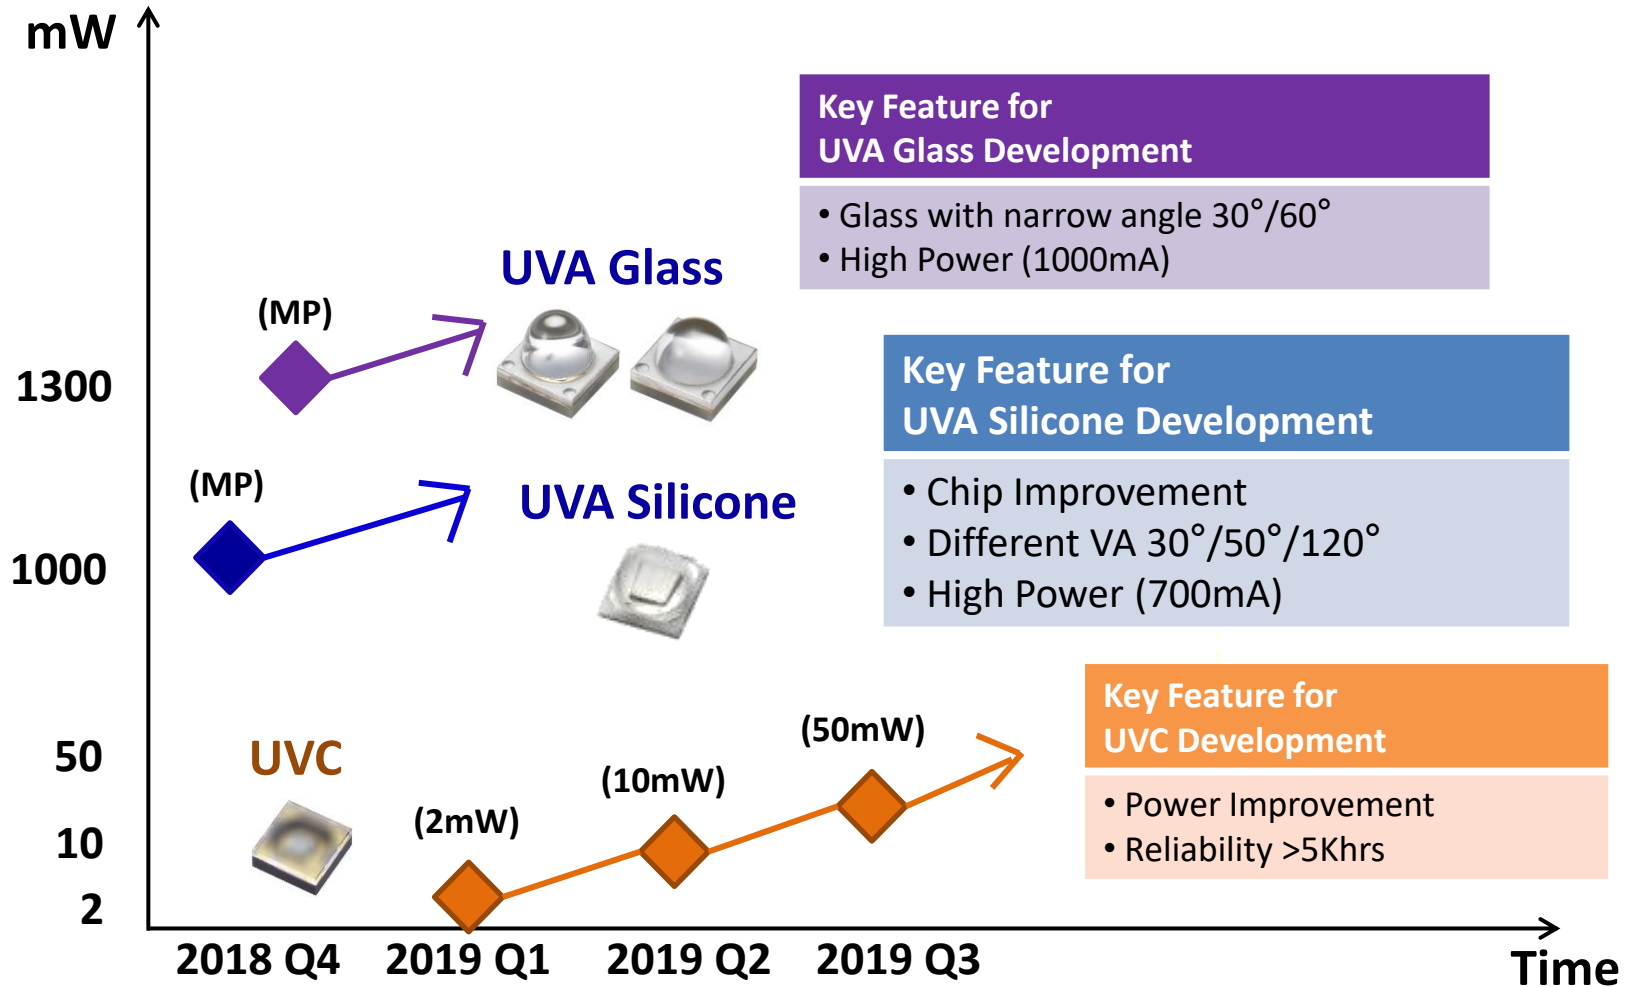 mW
Key Feature for
UVA Glass Development
• Glass with narrow angle 30°/60°
• High Power (1000mA)
UVA Glass
(MP)
1300
Key Feature for
UVA Silicone Development
• Chip Improvement
• Different VA 30°/50°/120°
• High Power (700mA)
(MP)
UVA Silicone
1000
Key Feature for
UVC Development
• Power Improvement
• Reliability >5Khrs
(50mW)
50
UVC
(10mW)
(2mW)
10
2
2018 Q4
2019 Q1
2019 Q2
2019 Q3
Time